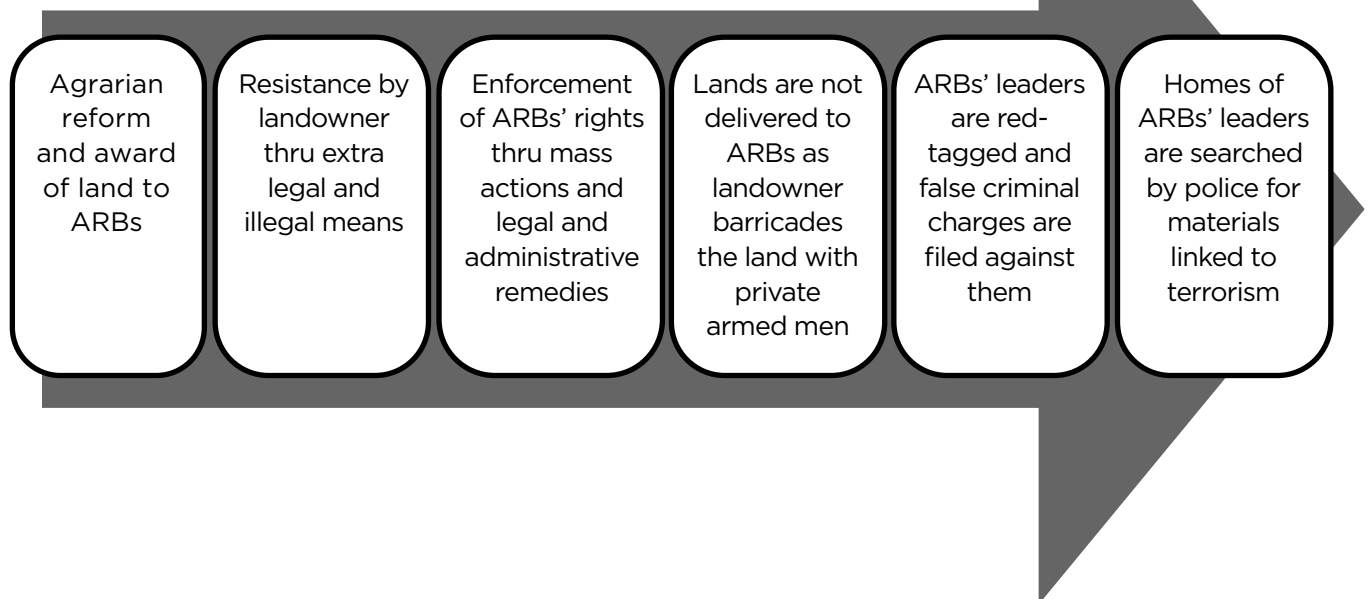 Agrarian
reform
and award
of land to
ARBs
Resistance by
landowner
thru extra
legal and
illegal means
Enforcement
of ARBs' rights
thru mass
actions and
legal and
administrative
remedies
Lands are not
delivered to
ARBs as
landowner
barricades
the land with
private
armed men
ARBs' leaders
are red-
tagged and
false criminal
charges are
filed against
them
Homes of
ARBs' leaders
are searched
by police for
materials
linked to
terrorism